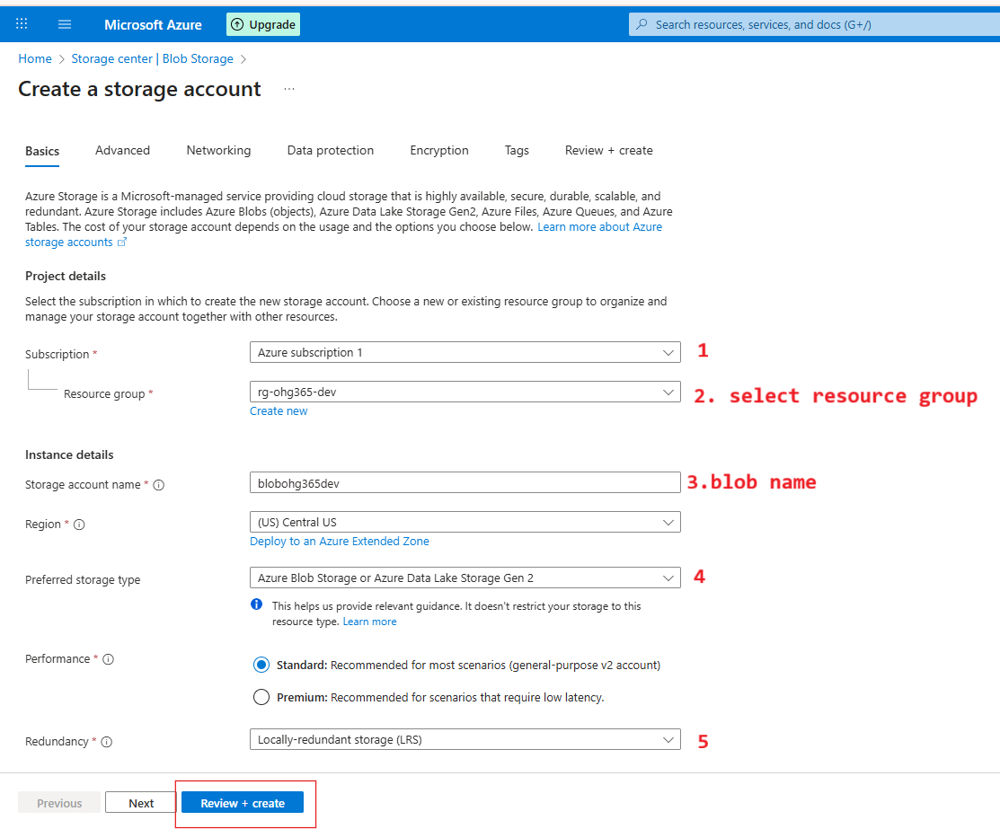 Microsoft Azure
Upgrade
Search resources, services, and docs (G+/)
Home > Storage center | Blob Storage >
Create a storage account ...
Basics Advanced Networking Data protection Encryption Tags Review + create
Azure Storage is a Microsoft-managed service providing cloud storage that is highly available, secure, durable, scalable, and
redundant. Azure Storage includes Azure Blobs (objects), Azure Data Lake Storage Gen2, Azure Files, Azure Queues, and Azure
Tables. The cost of your storage account depends on the usage and the options you choose below. Learn more about Azure
storage accounts
Project details
Select the subscription in which to create the new storage account. Choose a new or existing resource group to organize and
manage your storage account together with other resources.
Subscription * Azure subscription 1 1
Resource group * rg-ohg365-dev 2. select resource group
Create new
Instance details
Storage account name * blobohg365dev 3.blob name
Region * (US) Central US
Deploy to an Azure Extended Zone
Preferred storage type Azure Blob Storage or Azure Data Lake Storage Gen 2 4
This helps us provide relevant guidance. It doesn't restrict your storage to this
resource type. Learn more
Performance * Standard: Recommended for most scenarios (general-purpose v2 account)
Premium: Recommended for scenarios that require low latency.
Redundancy * Locally-redundant storage (LRS) 5
Previous Next Review + create